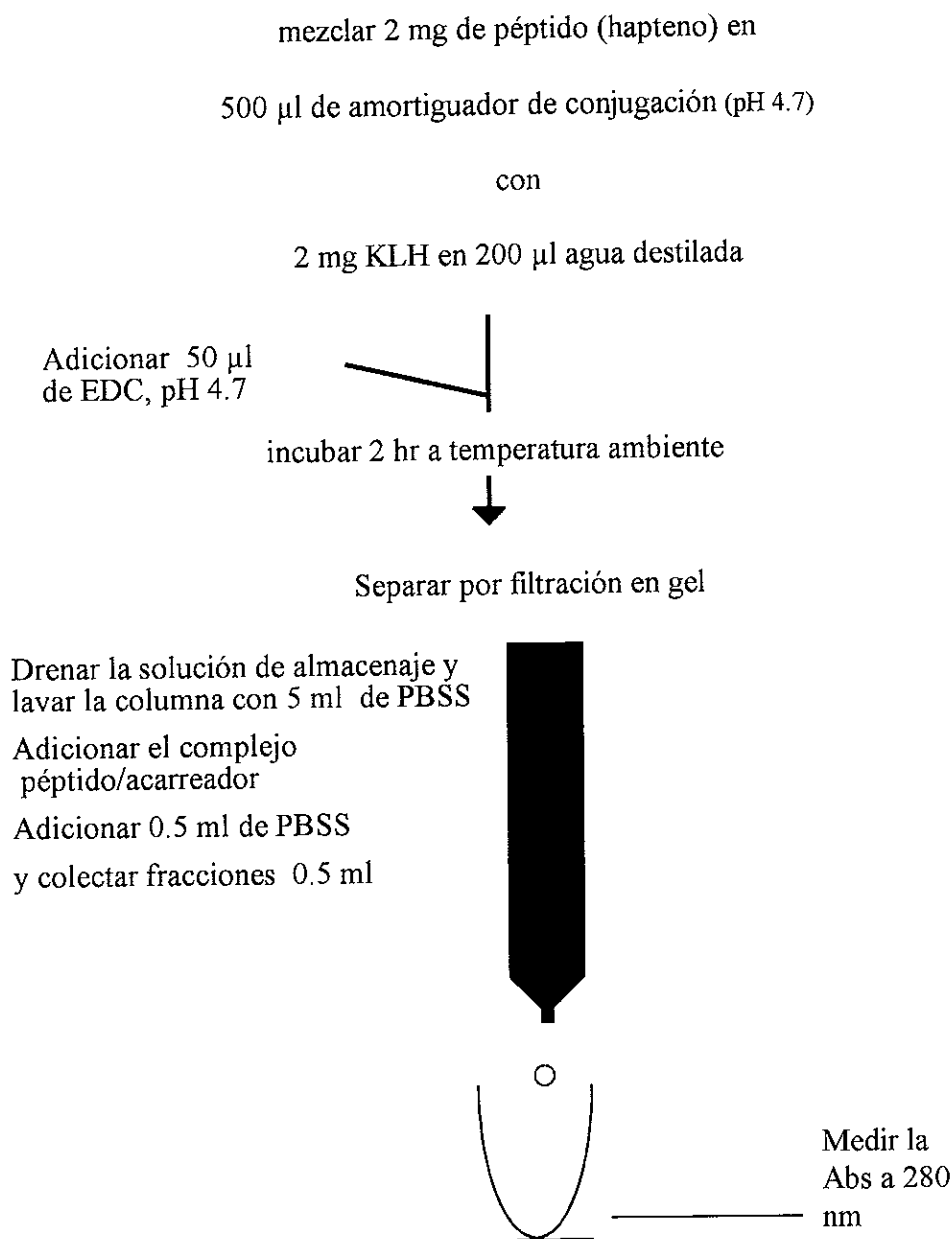 mezclar 2 mg de péptido (hapteno) en
500 µl de amortiguador de conjugación (pH 4.7)
con
2 mg KLH en 200 µl agua destilada
Adicionar 50 µl
de EDC, pH 4.7
incubar 2 hr a temperatura ambiente
Separar por filtración en gel
Drenar la solución de almacenaje y
lavar la columna con 5 ml de PBSS
Adicionar el complejo
péptido/acarreador
Adicionar 0.5 ml de PBSS
y colectar fracciones 0.5 ml
Medir la
Abs a 280
nm